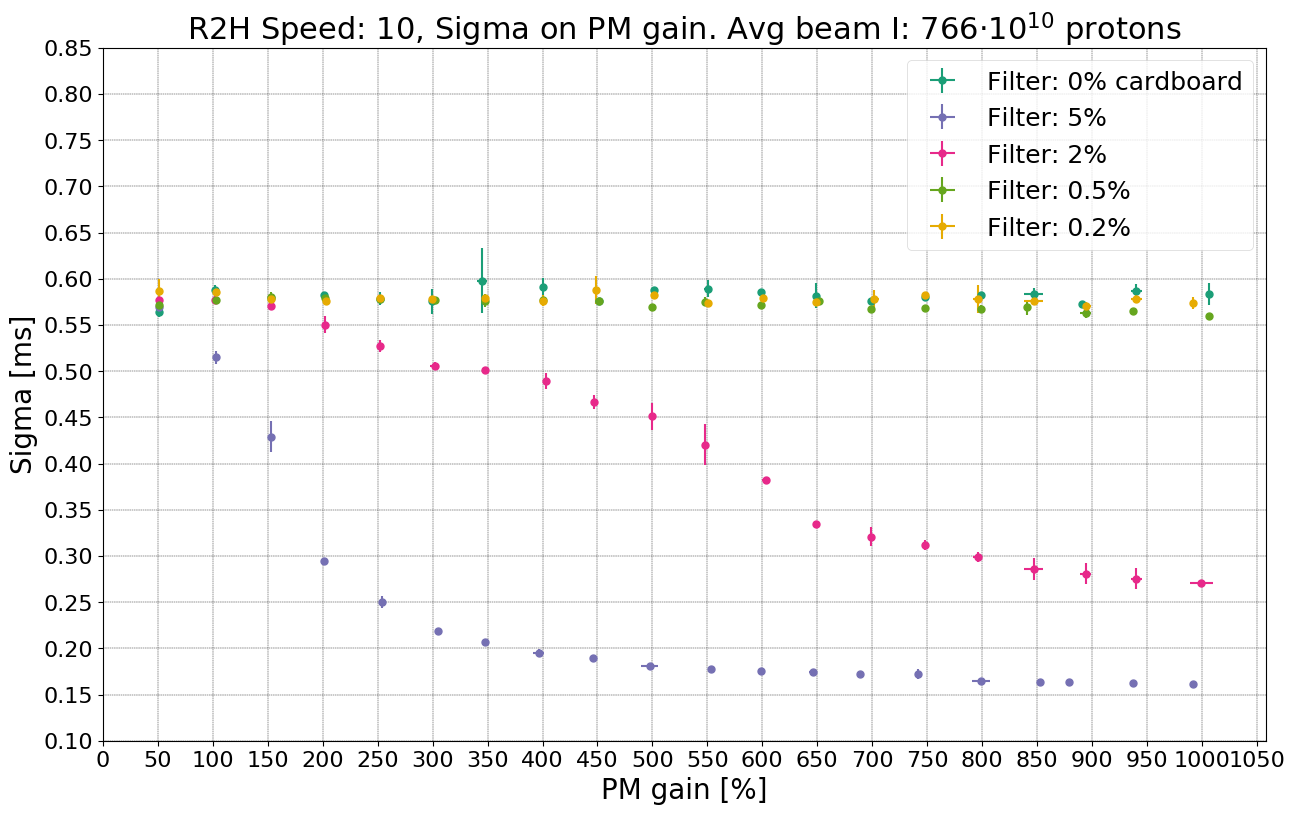 R2H Speed: 10, Sigma on PM gain. Avg beam I: 766·10¹⁰ protons
0.85
0.80
0.75
0.70
0.65
0.60
0.55
0.50
0.45
0.40
0.35
0.30
0.25
0.20
0.15
0.10
Sigma [ms]
Filter: 0% cardboard
Filter: 5%
Filter: 2%
Filter: 0.5%
Filter: 0.2%
0 50 100 150 200 250 300 350 400 450 500 550 600 650 700 750 800 850 900 950 1000 1050
PM gain [%]